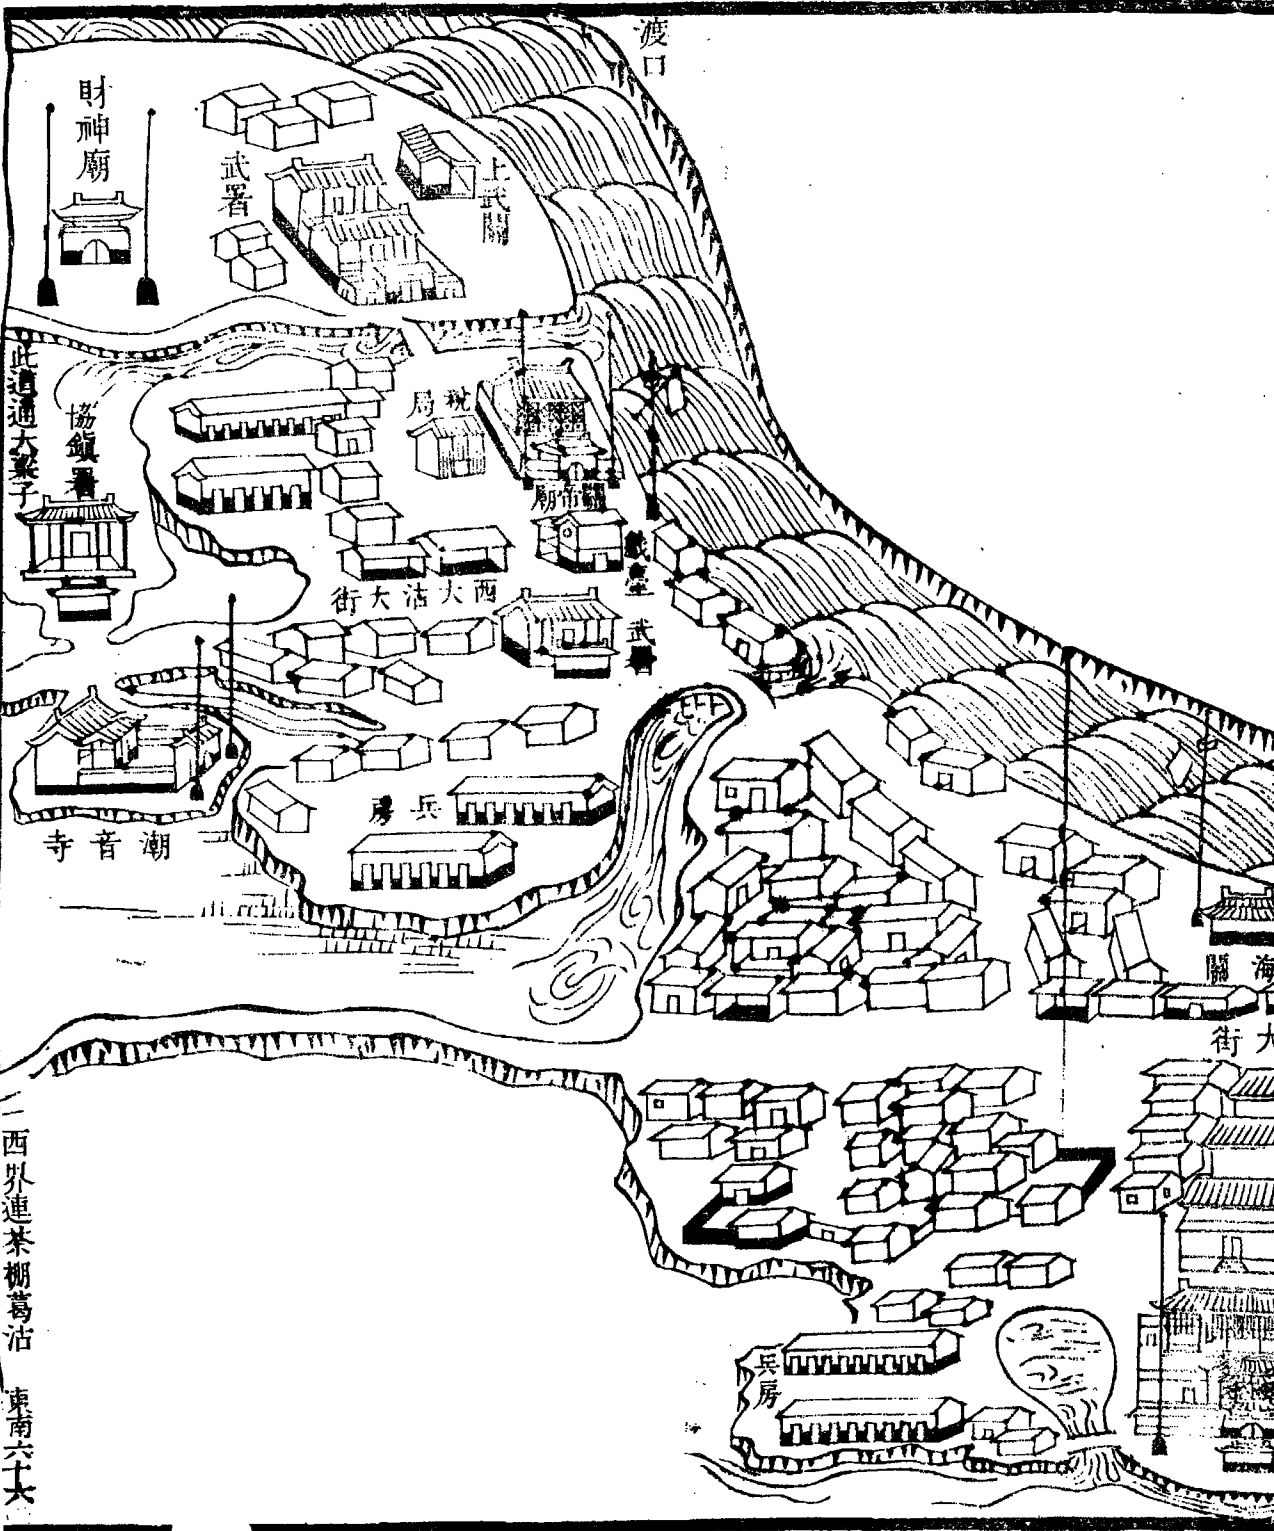 渡口
財神廟
武署
上武關
此道通大梁子
協鎮署
稅局
關帝廟
戲臺
西大沽大街
武署
潮音寺
兵房
海關
大街
兵房
西界連茶棚葛沽
東南六十六